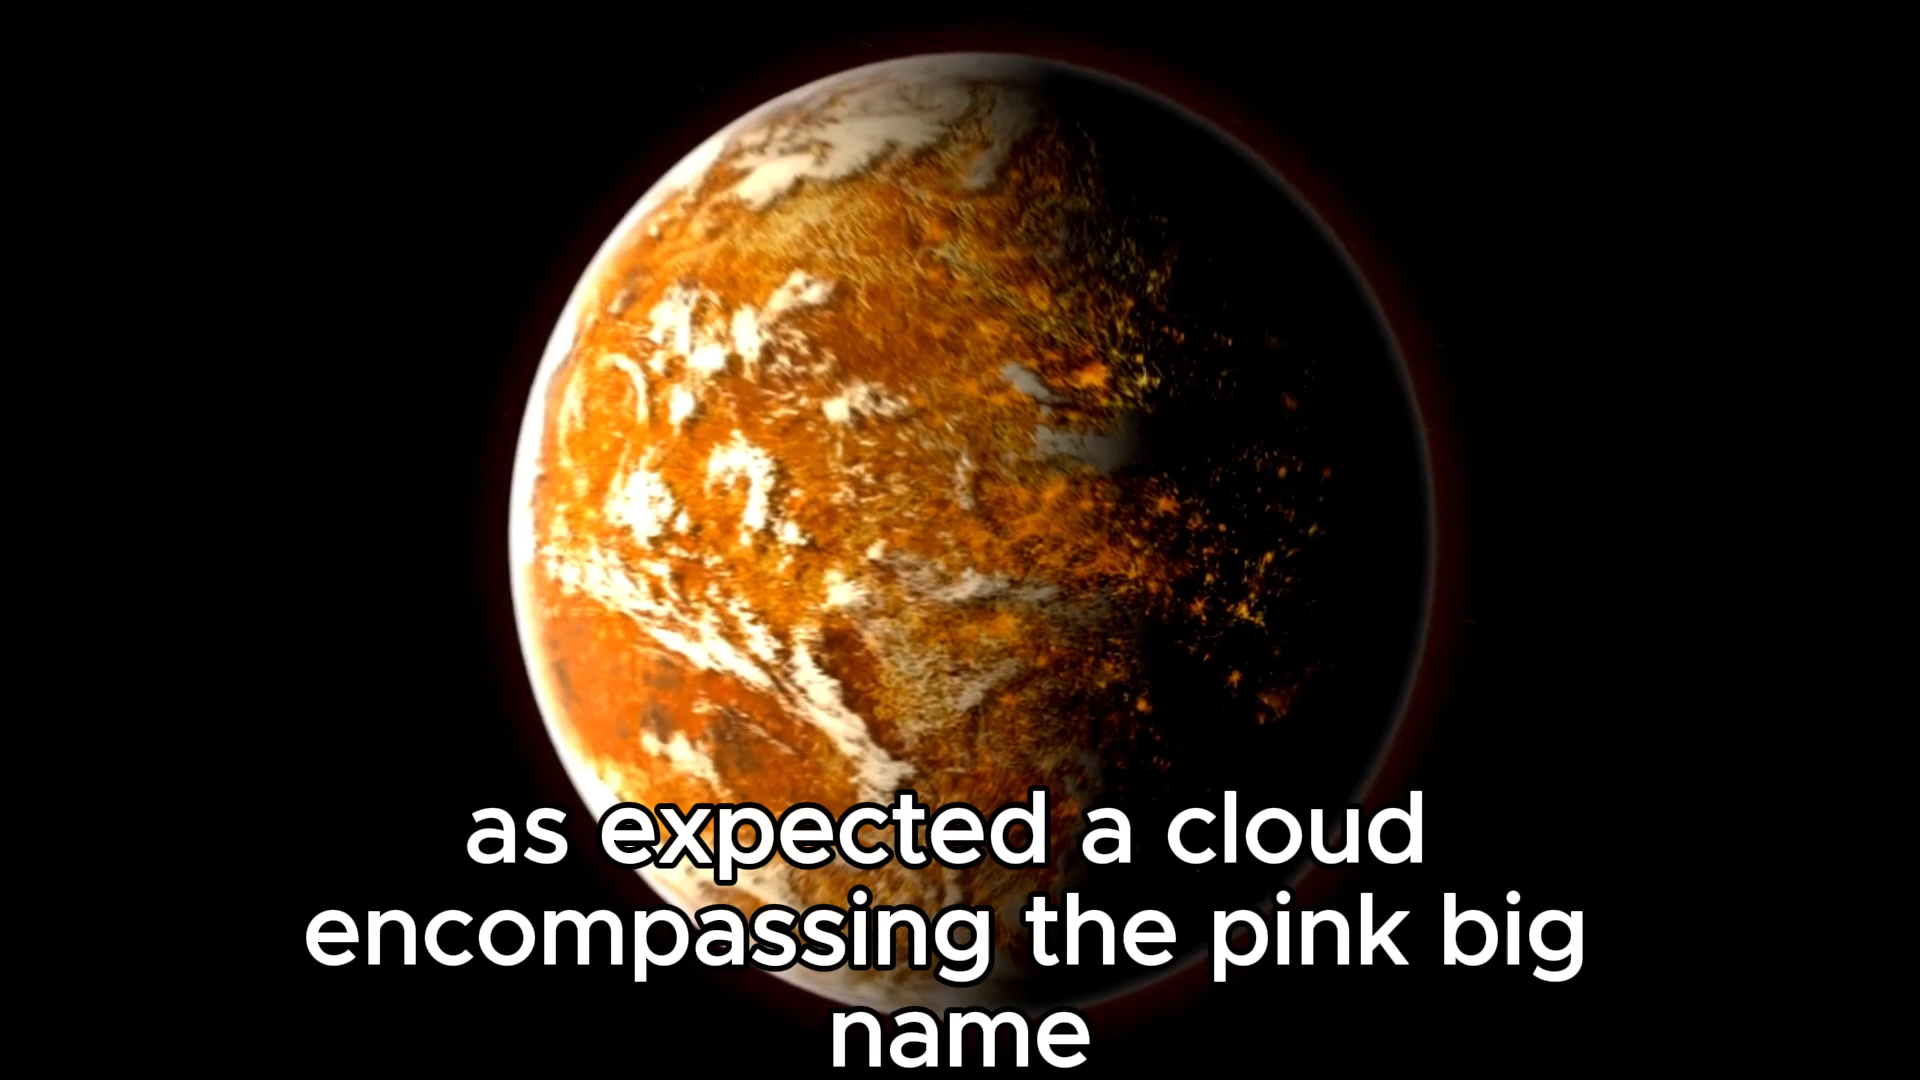 as expected a cloud
encompassing the pink big
name